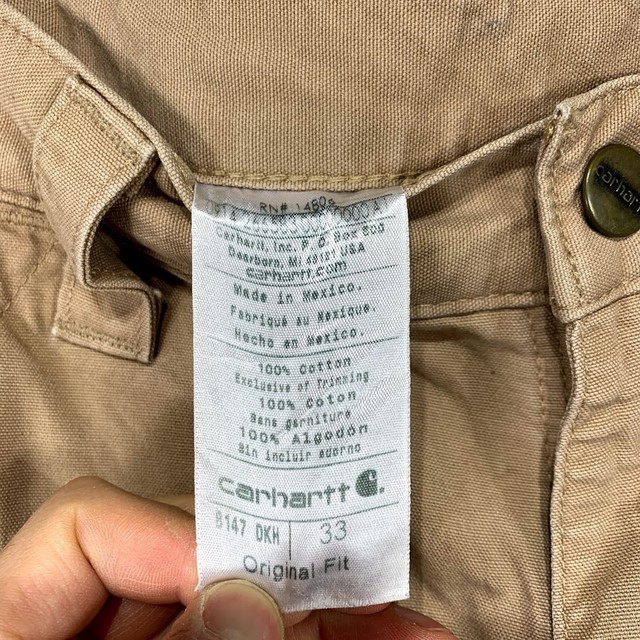 RN# 14806
Carhartt, Inc. P.O. Box 600
Dearborn, MI 48121 USA
carhartt.com
Made in Mexico.
Fabriqué au Mexique.
Hecho en Mexico.
100% Cotton
Exclusive of Trimming
100% Coton
Sans garniture
100% Algodón
Sin incluir adorno
carhartt
B147 DKH 33
Original Fit
carhartt